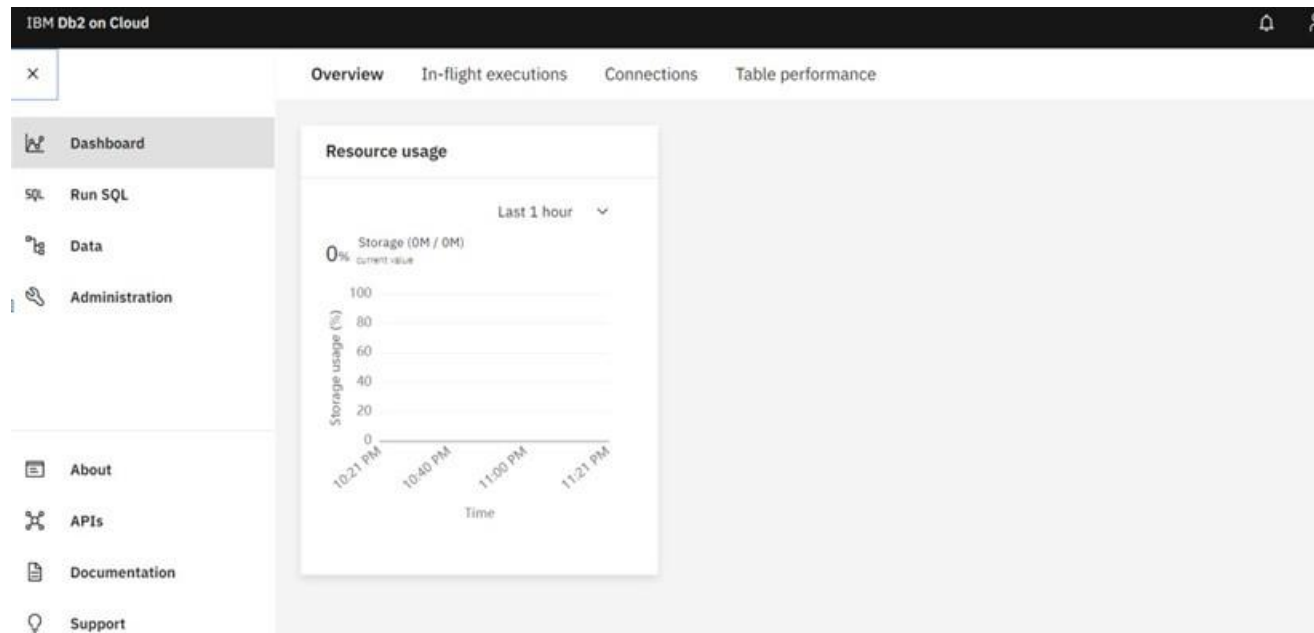 IBM Db2 on Cloud
Overview In-flight executions Connections Table performance
Dashboard
SQL Run SQL
Data
Administration
About
APIs
Documentation
Support
Resource usage
Last 1 hour
0% Storage (0M / 0M)
current value
Storage usage (%)
100
80
60
40
20
0
10:21 PM 10:40 PM 11:00 PM 11:21 PM
Time